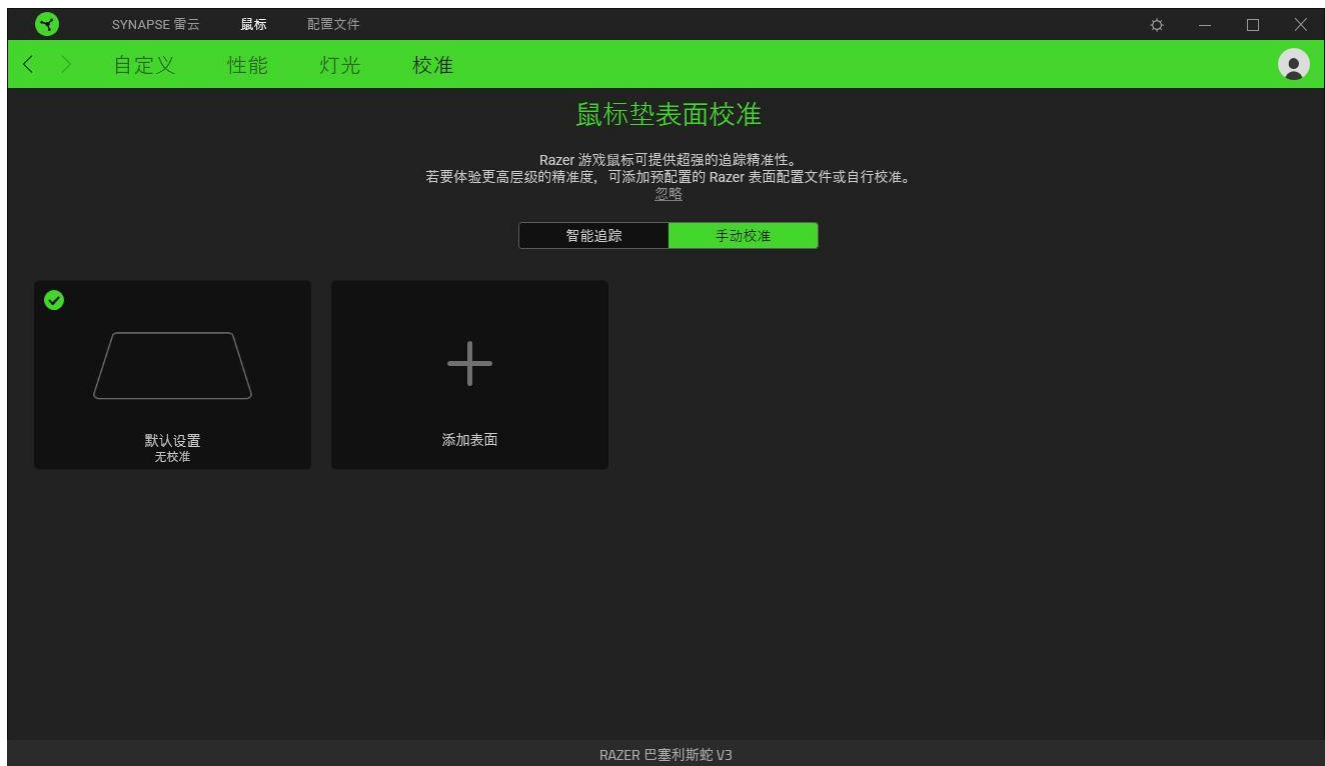 SYNAPSE 雷云 鼠标 配置文件
自定义 性能 灯光 校准
鼠标垫表面校准
Razer 游戏鼠标可提供超强的追踪精准性。
若要体验更高层级的精准度，可添加预配置的 Razer 表面配置文件或自行校准。
忽略
智能追踪 手动校准
默认设置
无校准
添加表面
RAZER 巴塞利斯蛇 V3